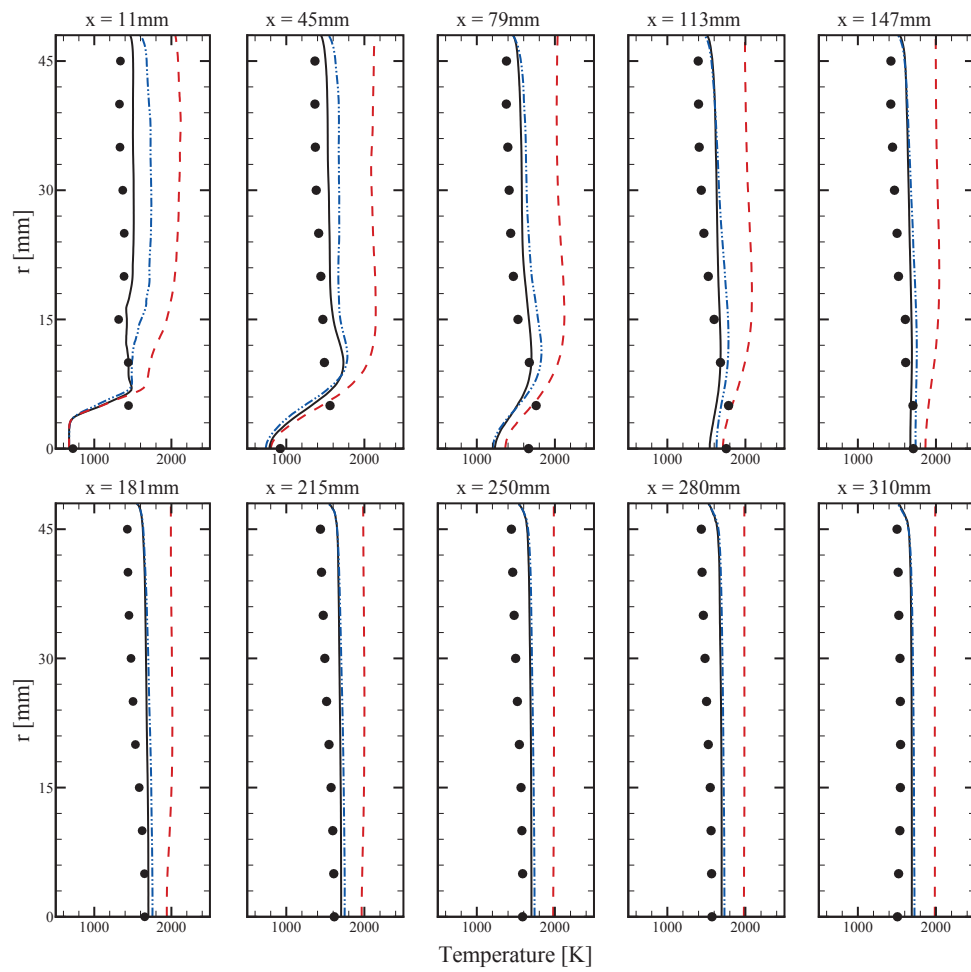 x = 11mm x = 45mm x = 79mm x = 113mm x = 147mm
45
30
15
0
r [mm]
1000 2000 1000 2000 1000 2000 1000 2000 1000 2000
x = 181mm x = 215mm x = 250mm x = 280mm x = 310mm
45
30
15
0
r [mm]
1000 2000 1000 2000 1000 2000 1000 2000 1000 2000
Temperature [K]